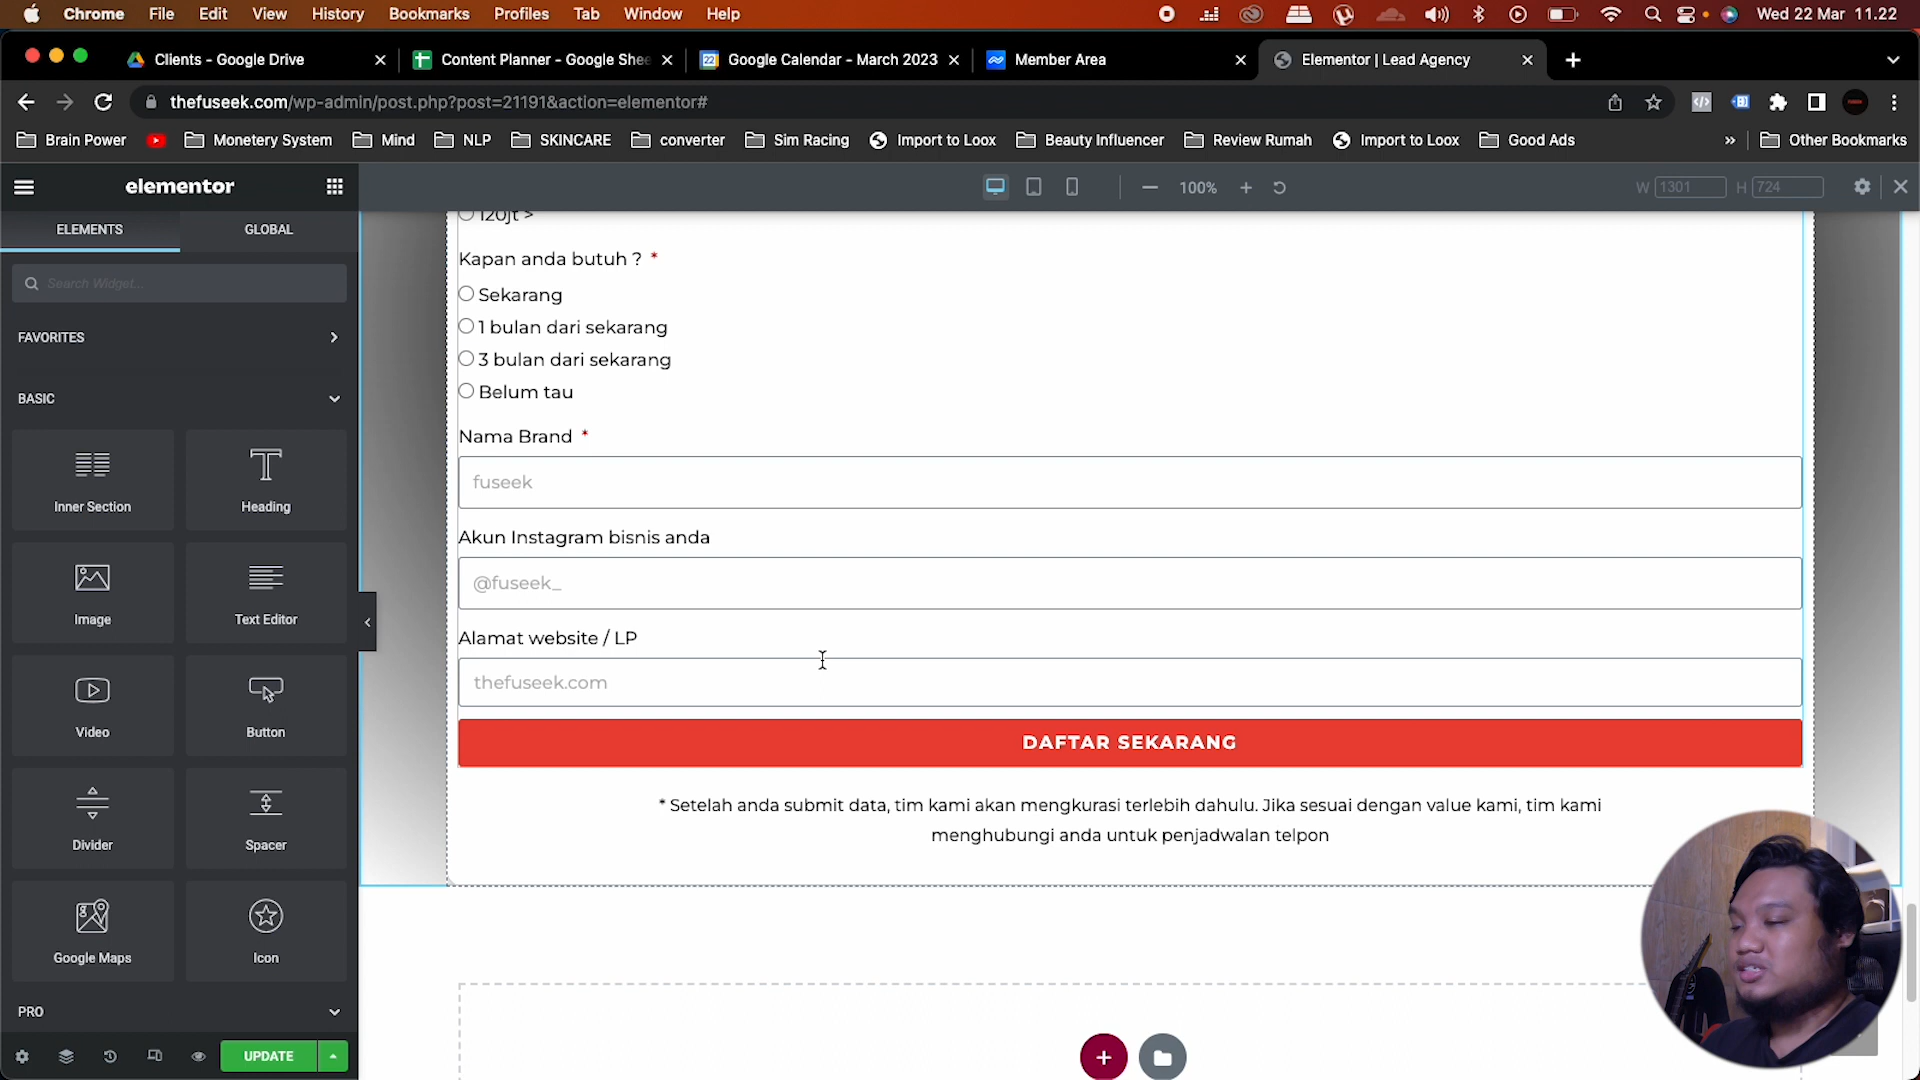 Chrome File Edit View History Bookmarks Profiles Tab Window Help Wed 22 Mar 11.22
Clients - Google Drive Content Planner - Google Shee Google Calendar - March 2023 Member Area Elementor | Lead Agency
thefuseek.com/wp-admin/post.php?post=21191&action=elementor#
Brain Power Monetery System Mind NLP SKINCARE converter Sim Racing Import to Loox Beauty Influencer Review Rumah Import to Loox Good Ads » Other Bookmarks
elementor 100% W 1301 H 724
ELEMENTS GLOBAL
Search Widget...
FAVORITES
BASIC
Inner Section Heading
Image Text Editor
Video Button
Divider Spacer
Google Maps Icon
PRO
UPDATE
120jt >
Kapan anda butuh ? *
Sekarang
1 bulan dari sekarang
3 bulan dari sekarang
Belum tau
Nama Brand *
fuseek
Akun Instagram bisnis anda
@fuseek_
Alamat website / LP
thefuseek.com
DAFTAR SEKARANG
* Setelah anda submit data, tim kami akan mengkurasi terlebih dahulu. Jika sesuai dengan value kami, tim kami
menghubungi anda untuk penjadwalan telpon